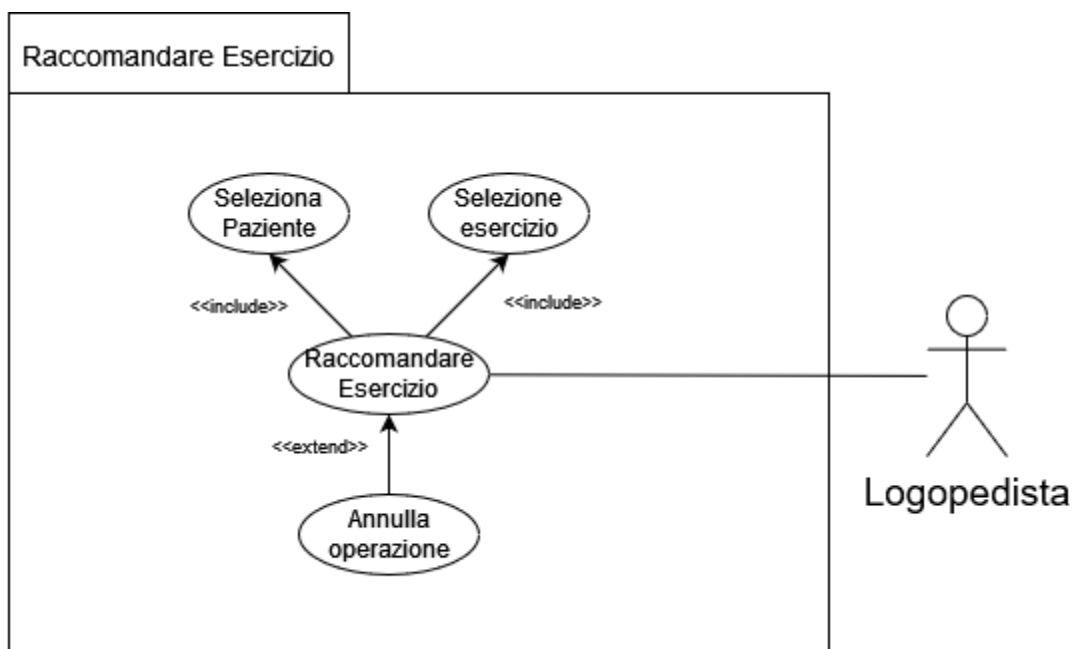 Raccomandare Esercizio
Seleziona
Paziente
Selezione
esercizio
<<include>>
<<include>>
Raccomandare
Esercizio
<<extend>>
Annulla
operazione
Logopedista